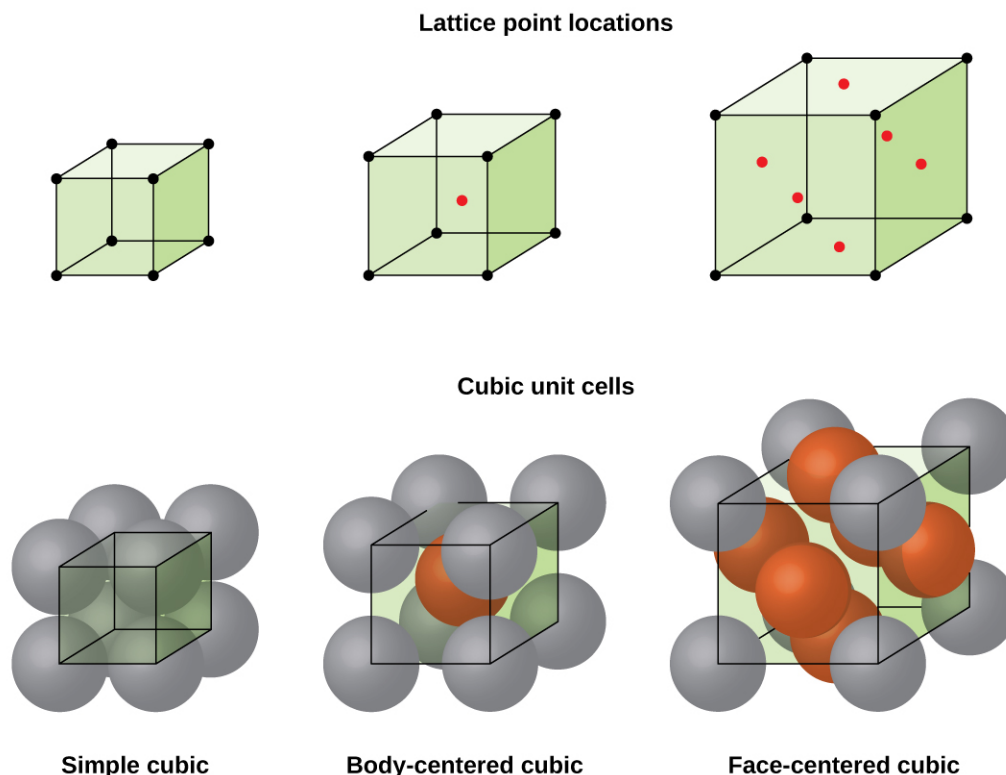 Lattice point locations
Cubic unit cells
Simple cubic
Body-centered cubic
Face-centered cubic